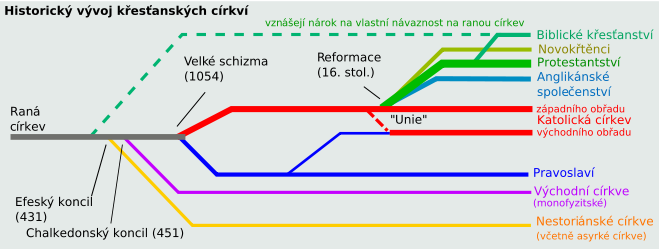 Historický vývoj křesťanských církví
vznášejí nárok na vlastní návaznost na ranou církev
Biblické křesťanství
Novokřtěnci
Protestantství
Anglikánské
společenství
Velké schizma
(1054)
Reformace
(16. stol.)
Raná
církev
"Unie"
západního obřadu
Katolická církev
východního obřadu
Pravoslaví
Východní církve
(monofyzitské)
Nestoriánské církve
(včetně asyrké církve)
Efeský koncil
(431)
Chalkedonský koncil (451)